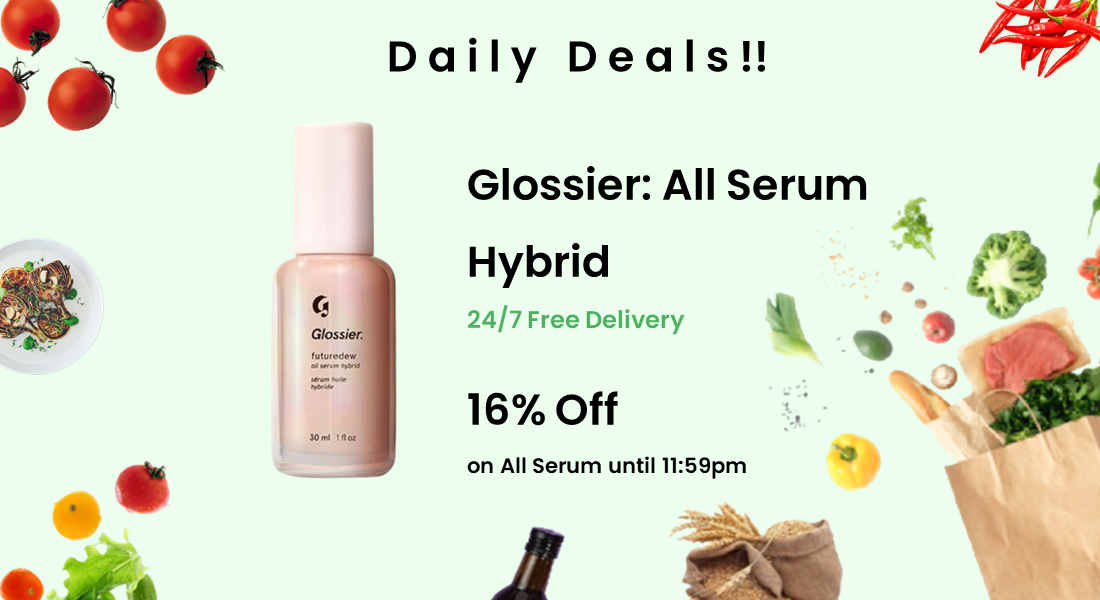 Daily Deals!!
Glossier: All Serum
Hybrid
24/7 Free Delivery
16% Off
on All Serum until 11:59pm
G
Glossier.
futuredew
oil serum hybrid
sérum huile
hybride
30 ml 1 fl oz